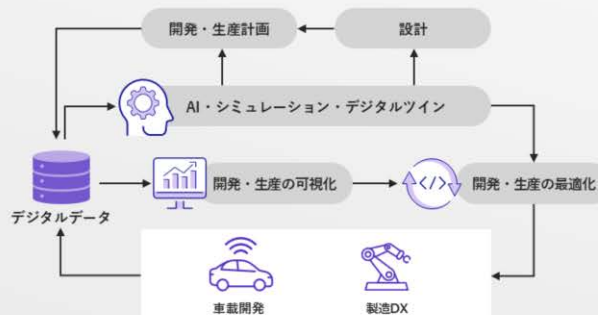 開発・生産計画
設計
AI・シミュレーション・デジタルツイン
開発・生産の可視化
</>
開発・生産の最適化
デジタルデータ
車載開発
製造DX